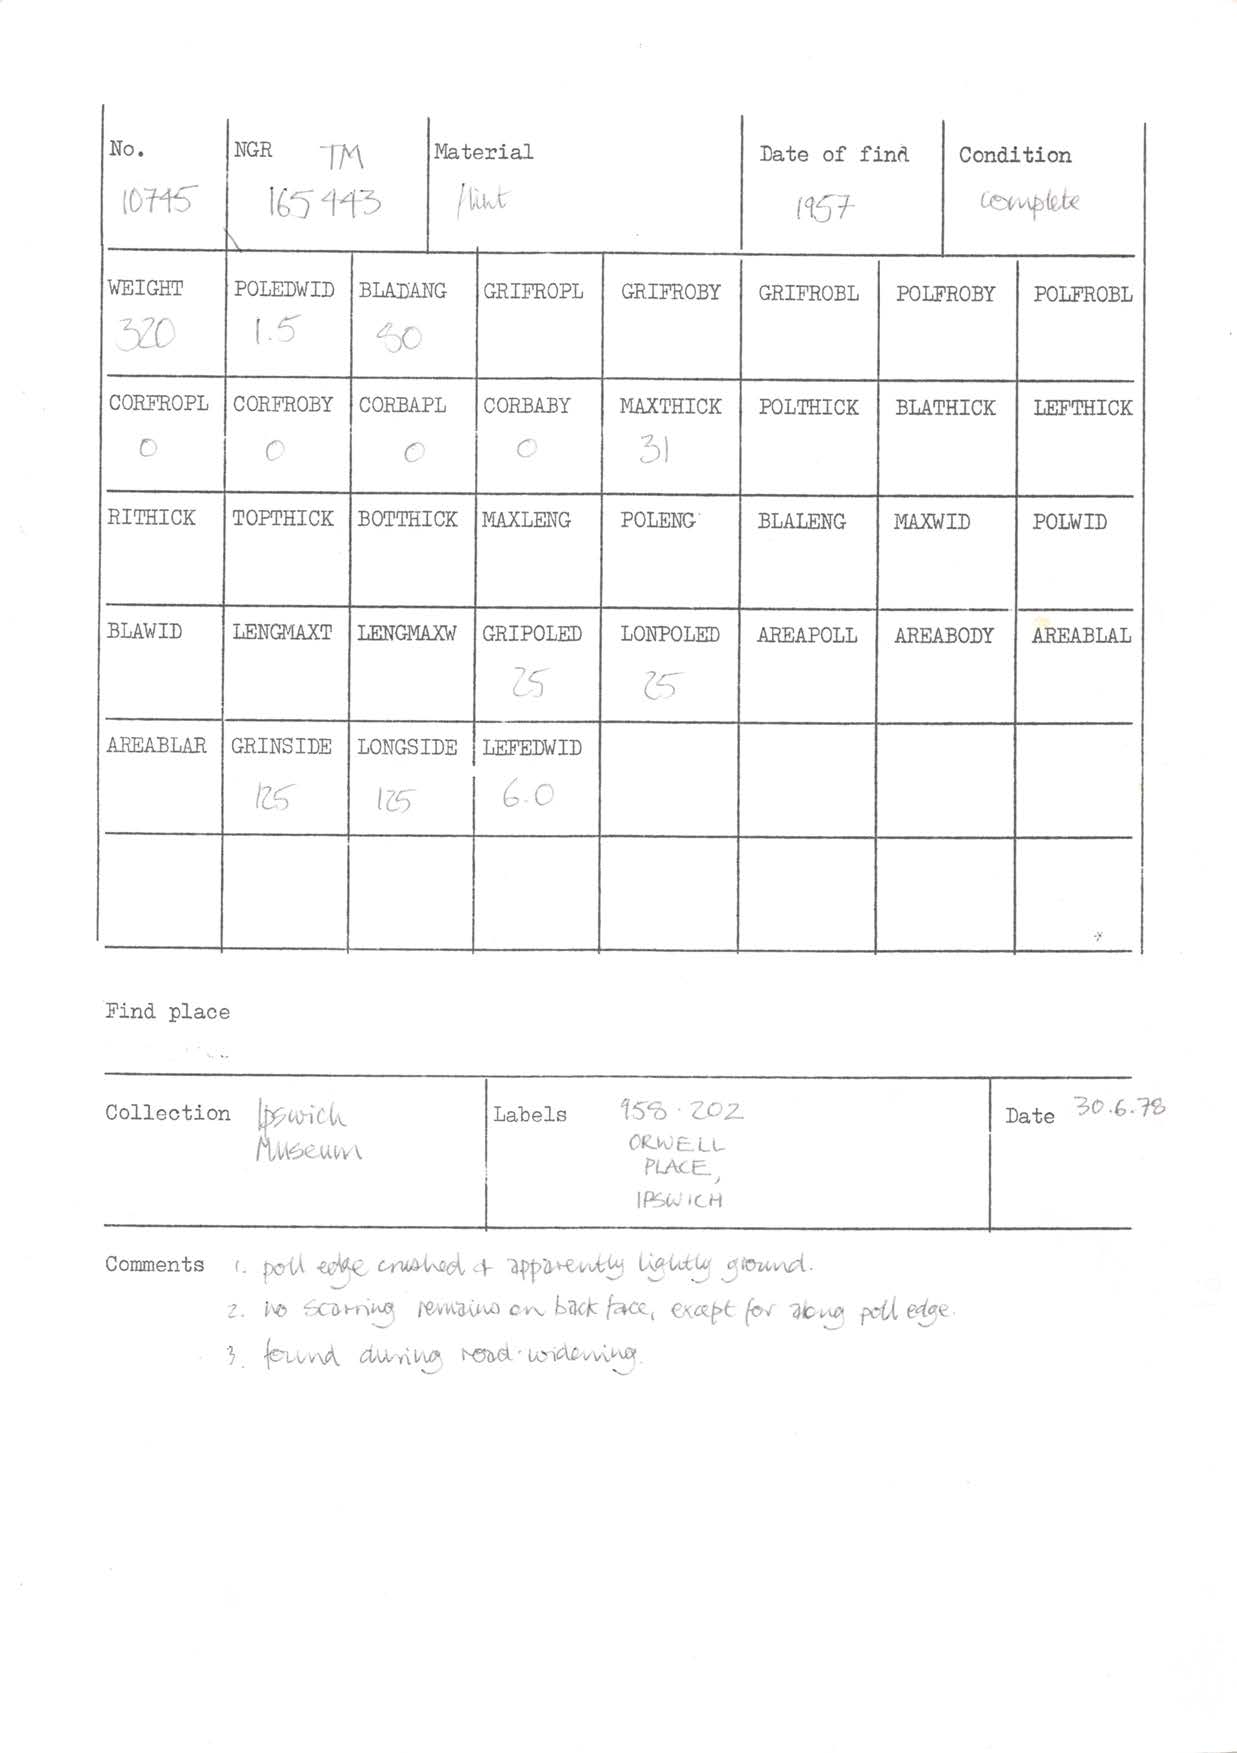 No. NGR TM Material Date of find Condition
10745 165443 flint 1957 complete
WEIGHT POLEDWID BLADANG GRIFROPL GRIFROBY GRIFROBL POLFROBY POLFROBL
320 1.5
CORFROPL CORFROBY CORBAPL CORBABY MAXTHICK POLTHICK BLATHICK LEFTHICK
0 0 0 0 31
RITHICK TOPTHICK BOTTHICK MAXLENG POLENG BLALENG MAXWID POLWID
BLAWID LENGMAXT LENGMAXW GRIPOLED LONPOLED AREAPOLL AREABODY AREABLAL
25 25
AREABLAR GRINSIDE LONGSIDE LEFEDWID
125 125 6.0
Find place
Collection Ipswich Labels 958.202 Date 30.6.78
Museum ORWELL
PLACE,
IPSWICH
Comments 1. poll edge crushed & apparently lightly ground.
2. no scarring remains on back face, except for along poll edge.
3. found during road-widening.